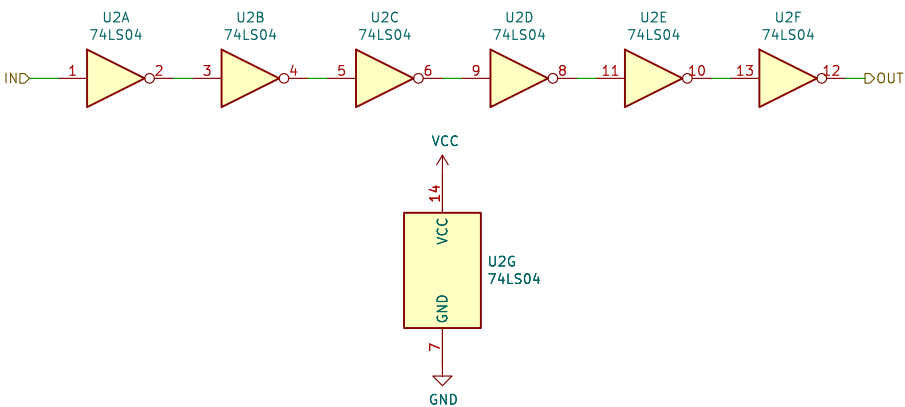 U2A U2B U2C U2D U2E U2F
74LS04 74LS04 74LS04 74LS04 74LS04 74LS04
IN 1 2 3 4 5 6 9 8 11 10 13 12 OUT
VCC
14
VCC
U2G
74LS04
GND
7
GND